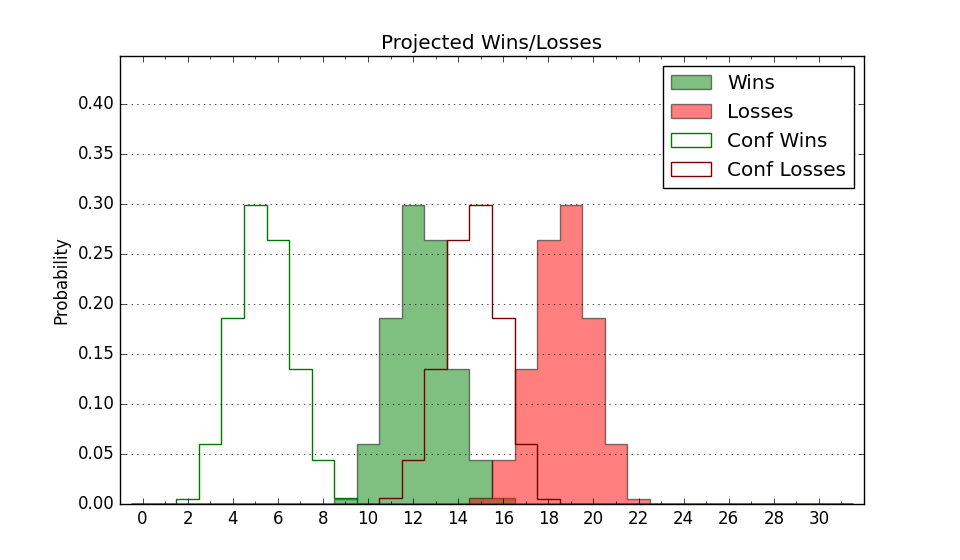 Projected Wins/Losses
Wins
Losses
Conf Wins
Conf Losses
Probability
0.40
0.35
0.30
0.25
0.20
0.15
0.10
0.05
0.00
0 2 4 6 8 10 12 14 16 18 20 22 24 26 28 30